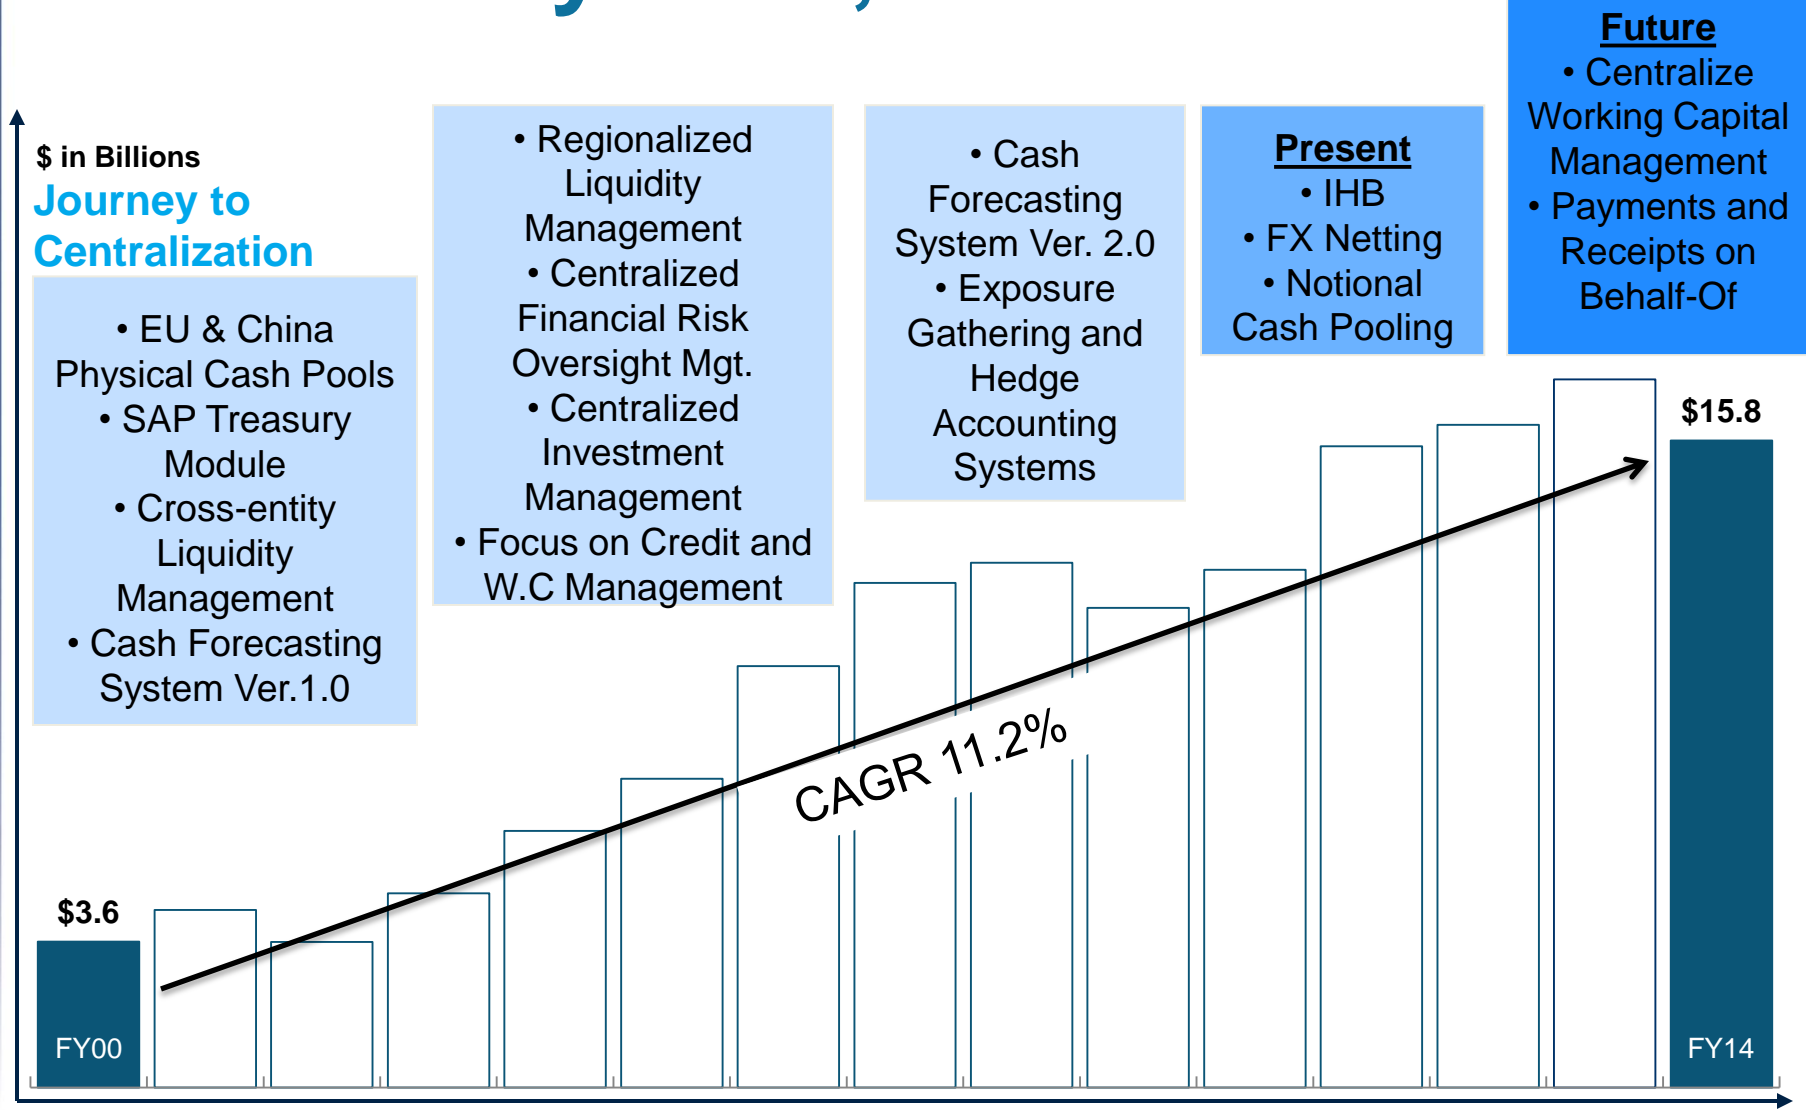 $ in Billions
Journey to
Centralization
• EU & China
Physical Cash Pools
• SAP Treasury
Module
• Cross-entity
Liquidity
Management
• Cash Forecasting
System Ver.1.0
• Regionalized
Liquidity
Management
• Centralized
Financial Risk
Oversight Mgt.
• Centralized
Investment
Management
• Focus on Credit and
W.C Management
• Cash
Forecasting
System Ver. 2.0
• Exposure
Gathering and
Hedge
Accounting
Systems
Present
• IHB
• FX Netting
• Notional
Cash Pooling
Future
• Centralize
Working Capital
Management
• Payments and
Receipts on
Behalf-Of
$15.8
CAGR 11.2%
$3.6
FY00
FY14